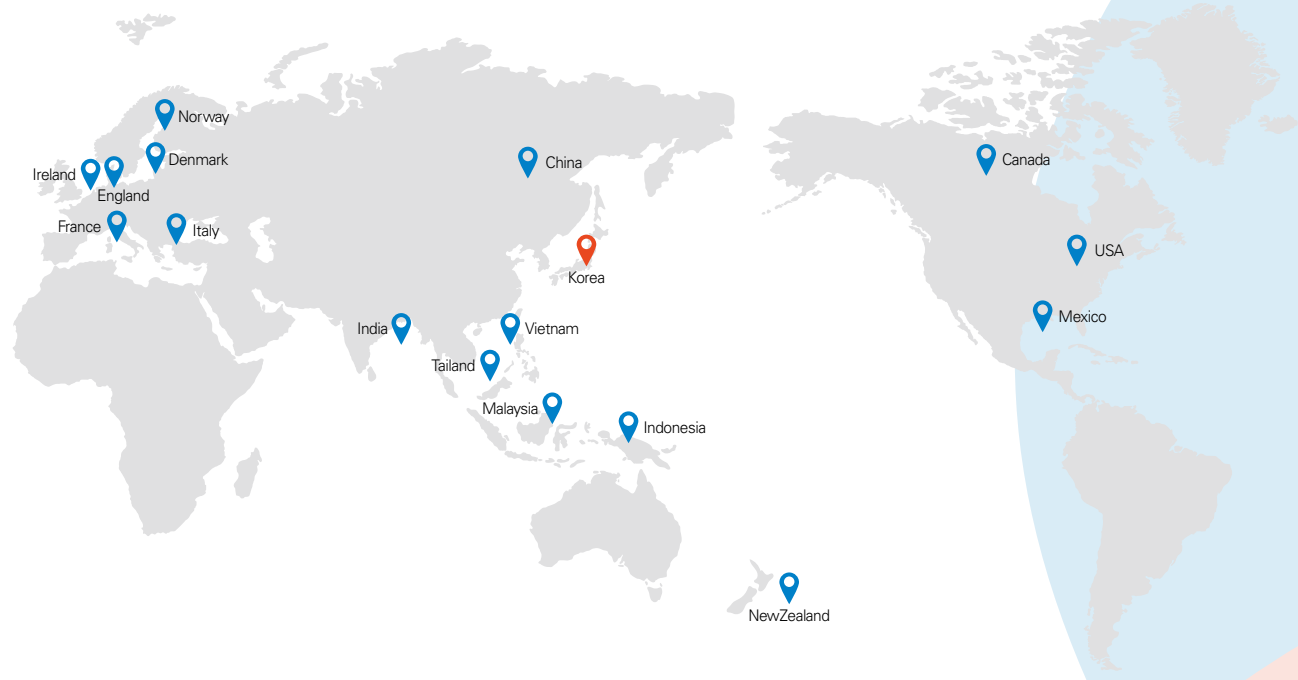 Norway
Denmark
Ireland
England
France
Italy
China
Korea
India
Vietnam
Tailand
Malaysia
Indonesia
NewZealand
Canada
USA
Mexico